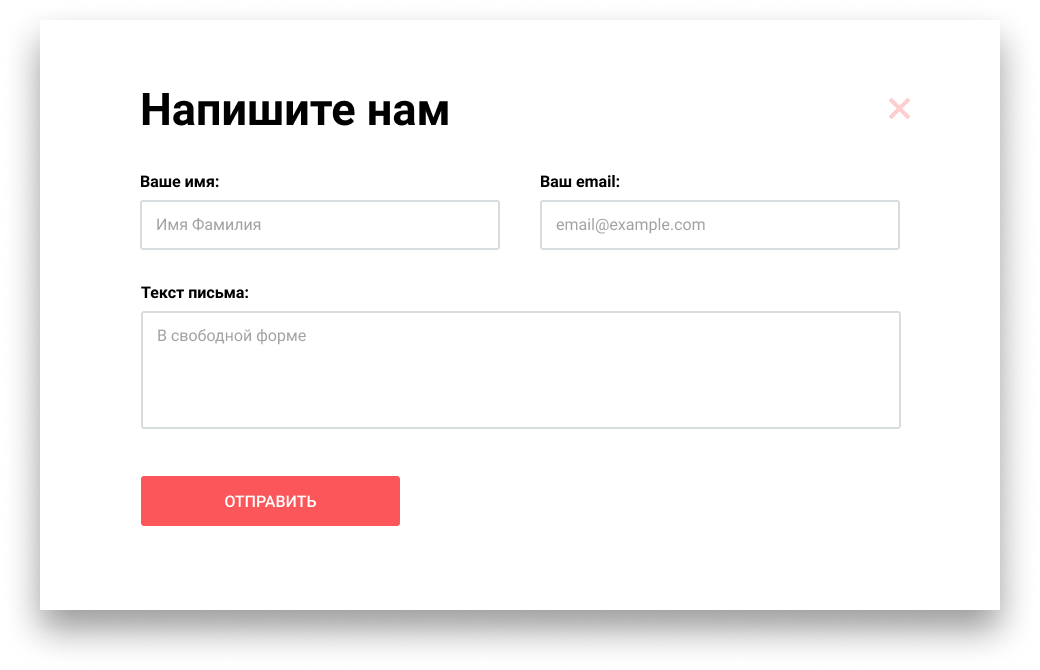 Напишите нам
Ваше имя:
Ваш email:
Имя Фамилия
email@example.com
Текст письма:
В свободной форме
ОТПРАВИТЬ